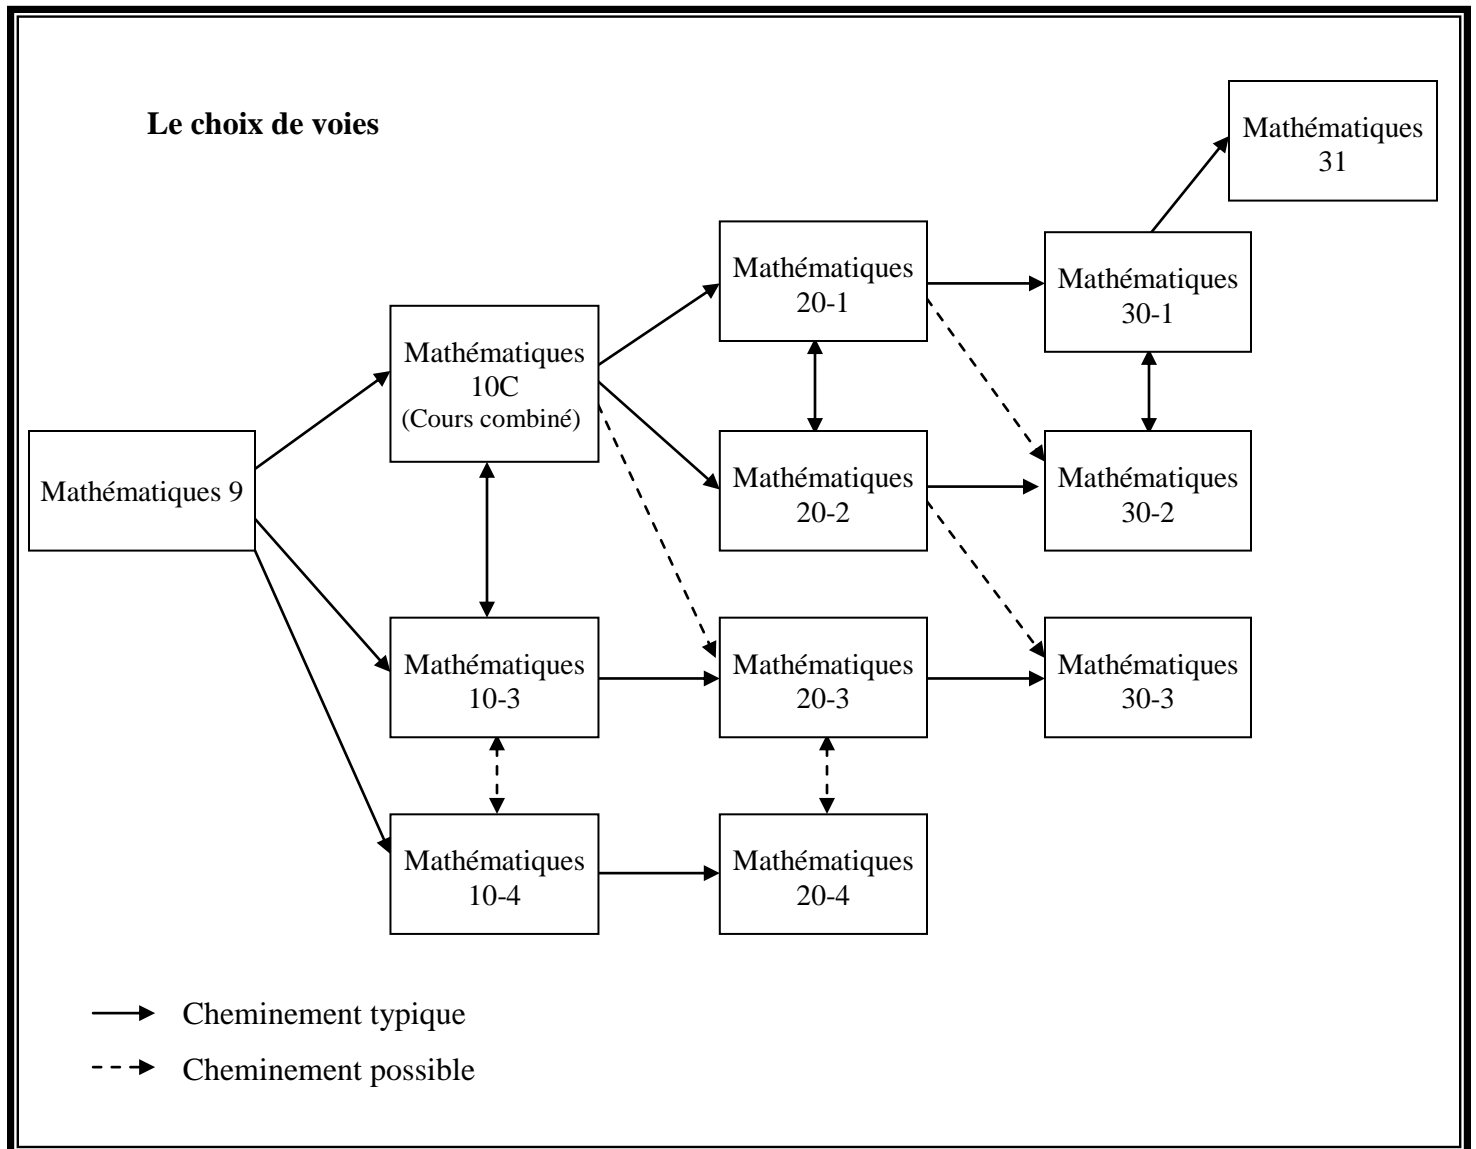 Le choix de voies
Mathématiques 9
Mathématiques
10C
(Cours combiné)
Mathématiques
10-3
Mathématiques
10-4
Mathématiques
20-1
Mathématiques
20-2
Mathématiques
20-3
Mathématiques
20-4
Mathématiques
30-1
Mathématiques
30-2
Mathématiques
30-3
Mathématiques
31
Cheminement typique
Cheminement possible